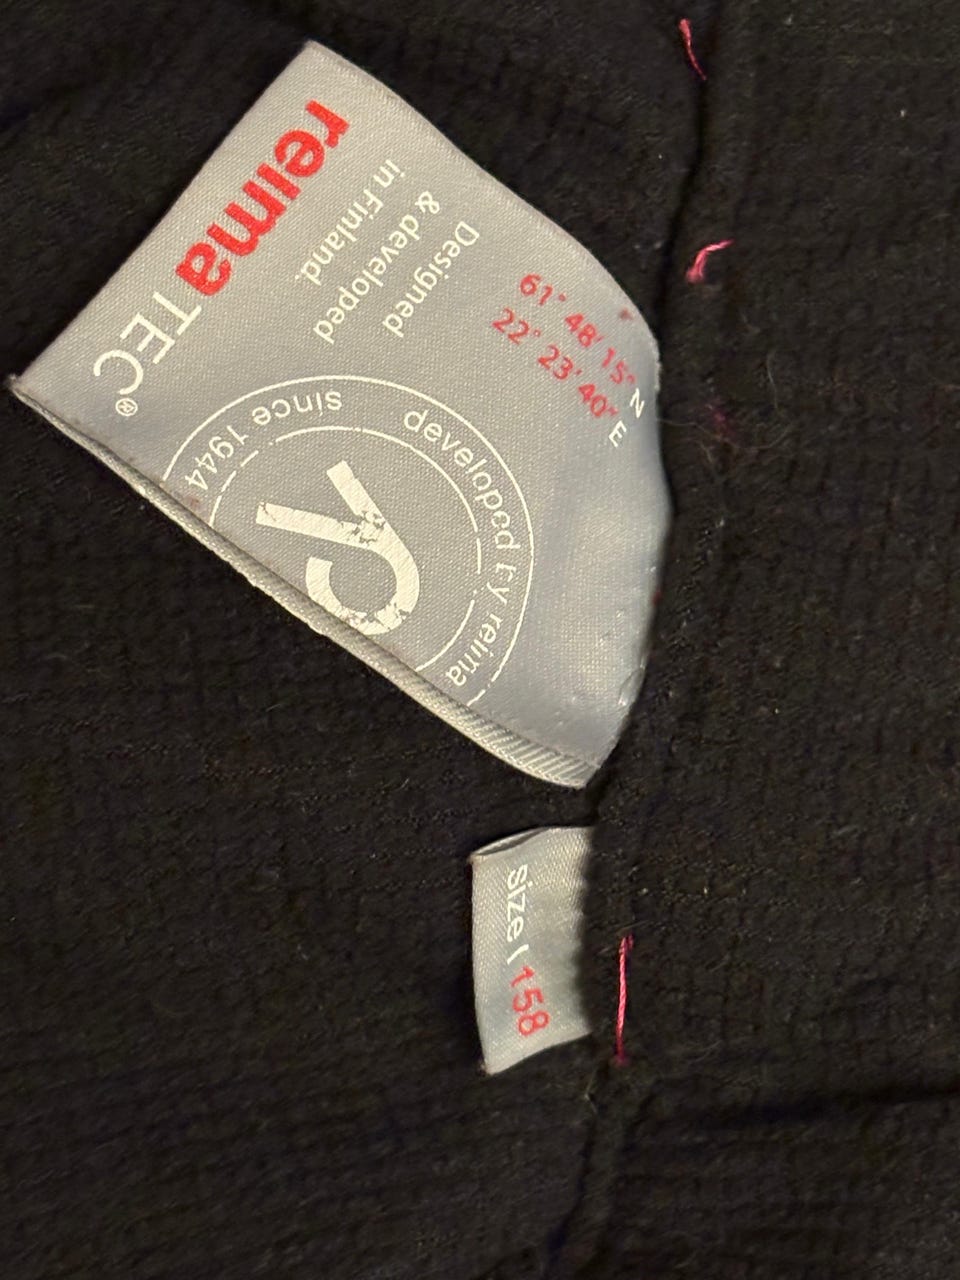 reimaTEC®
Designed
& developed
in Finland.
61° 48' 15" N
22° 23' 40" E
since 1944
developed by reima
Size | 158